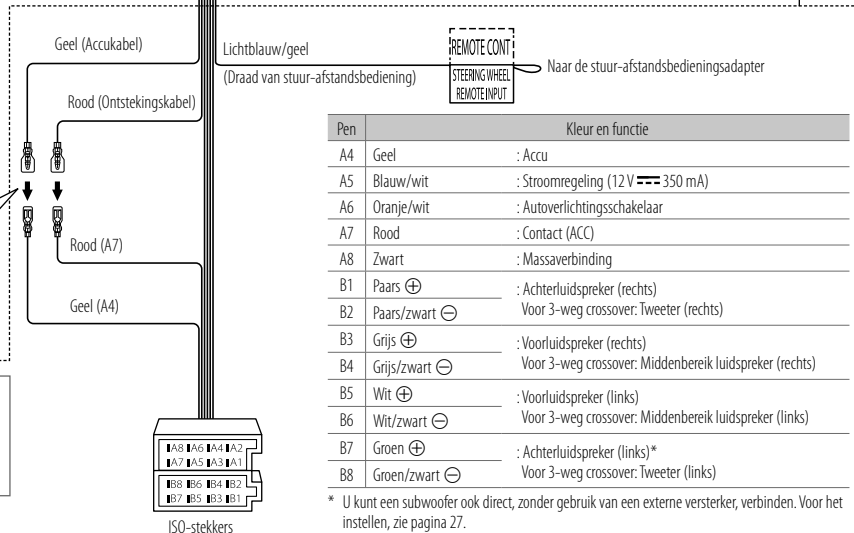 Geel (Accukabel)
Lichtblauw/geel
(Draad van stuur-afstandsbediening)
REMOTE CONT
STEERING WHEEL
REMOTE INPUT
Naar de stuur-afstandsbedieningsadapter
Rood (Ontstekingskabel)
Rood (A7)
Geel (A4)
A8 A6 A4 A2
A7 A5 A3 A1
B8 B6 B4 B2
B7 B5 B3 B1
ISO-stekkers
Pen Kleur en functie
A4 Geel : Accu
A5 Blauw/wit : Stroomregeling (12 V ⎓ 350 mA)
A6 Oranje/wit : Autoverlichtingsschakelaar
A7 Rood : Contact (ACC)
A8 Zwart : Massaverbinding
B1 Paars ⊕ : Achterluidspreker (rechts)
B2 Paars/zwart ⊖ Voor 3-weg crossover: Tweeter (rechts)
B3 Grijs ⊕ : Voorluidspreker (rechts)
B4 Grijs/zwart ⊖ Voor 3-weg crossover: Middenbereik luidspreker (rechts)
B5 Wit ⊕ : Voorluidspreker (links)
B6 Wit/zwart ⊖ Voor 3-weg crossover: Middenbereik luidspreker (links)
B7 Groen ⊕ : Achterluidspreker (links)*
B8 Groen/zwart ⊖ Voor 3-weg crossover: Tweeter (links)
* U kunt een subwoofer ook direct, zonder gebruik van een externe versterker, verbinden. Voor het
instellen, zie pagina 27.